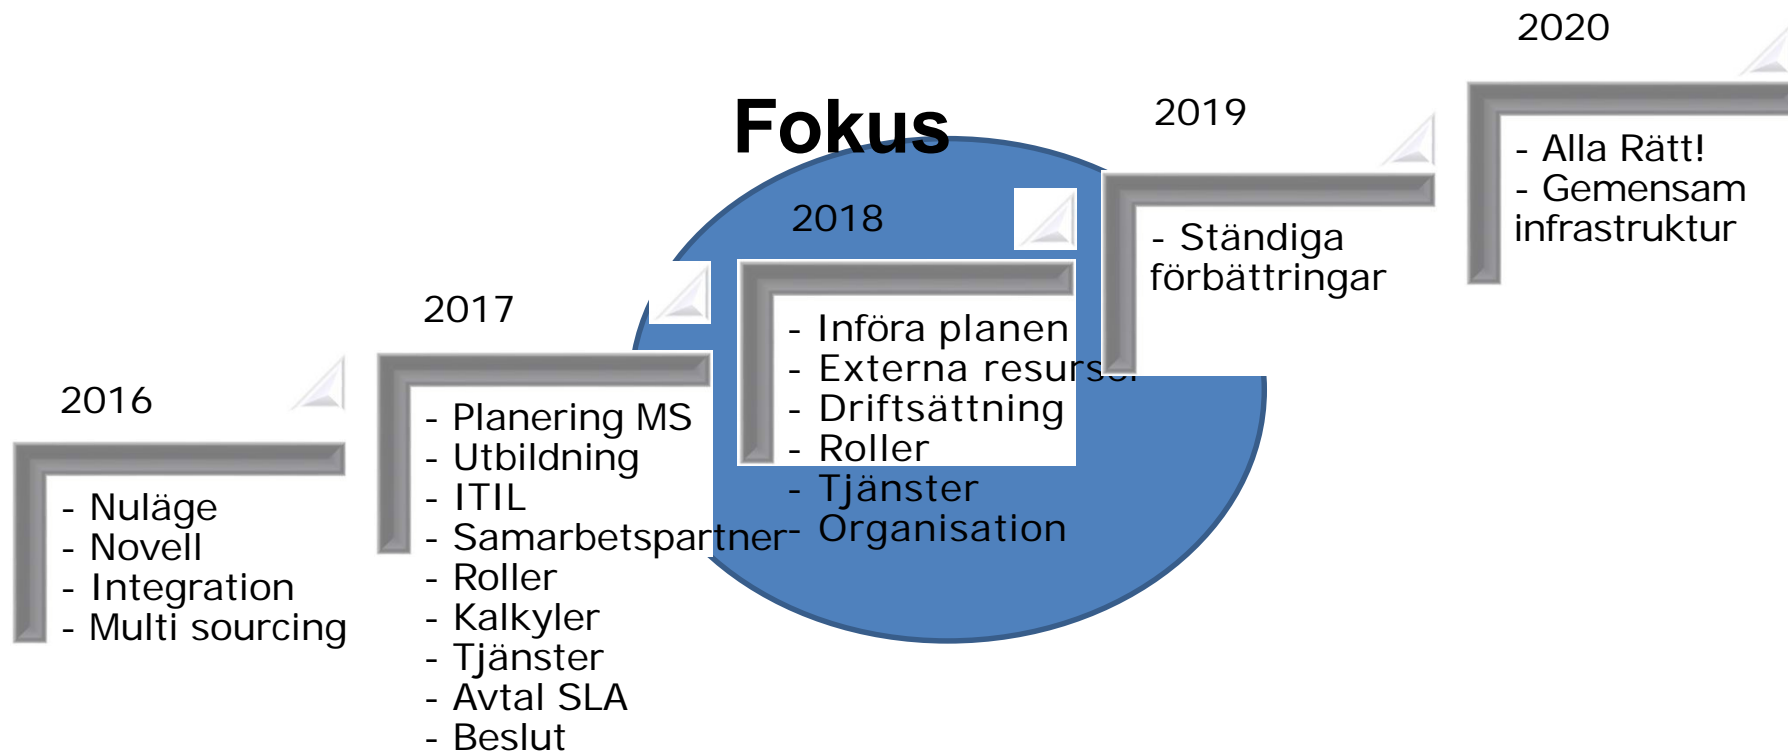 2016
- Nuläge
- Novell
- Integration
- Multi sourcing
2017
- Planering MS
- Utbildning
- ITIL
- Samarbetspartner
- Roller
- Kalkyler
- Tjänster
- Avtal SLA
- Beslut
Fokus
2018
- Införa planen
- Externa resurser
- Driftsättning
- Roller
- Tjänster
- Organisation
2019
- Ständiga
förbättringar
2020
- Alla Rätt!
- Gemensam
infrastruktur